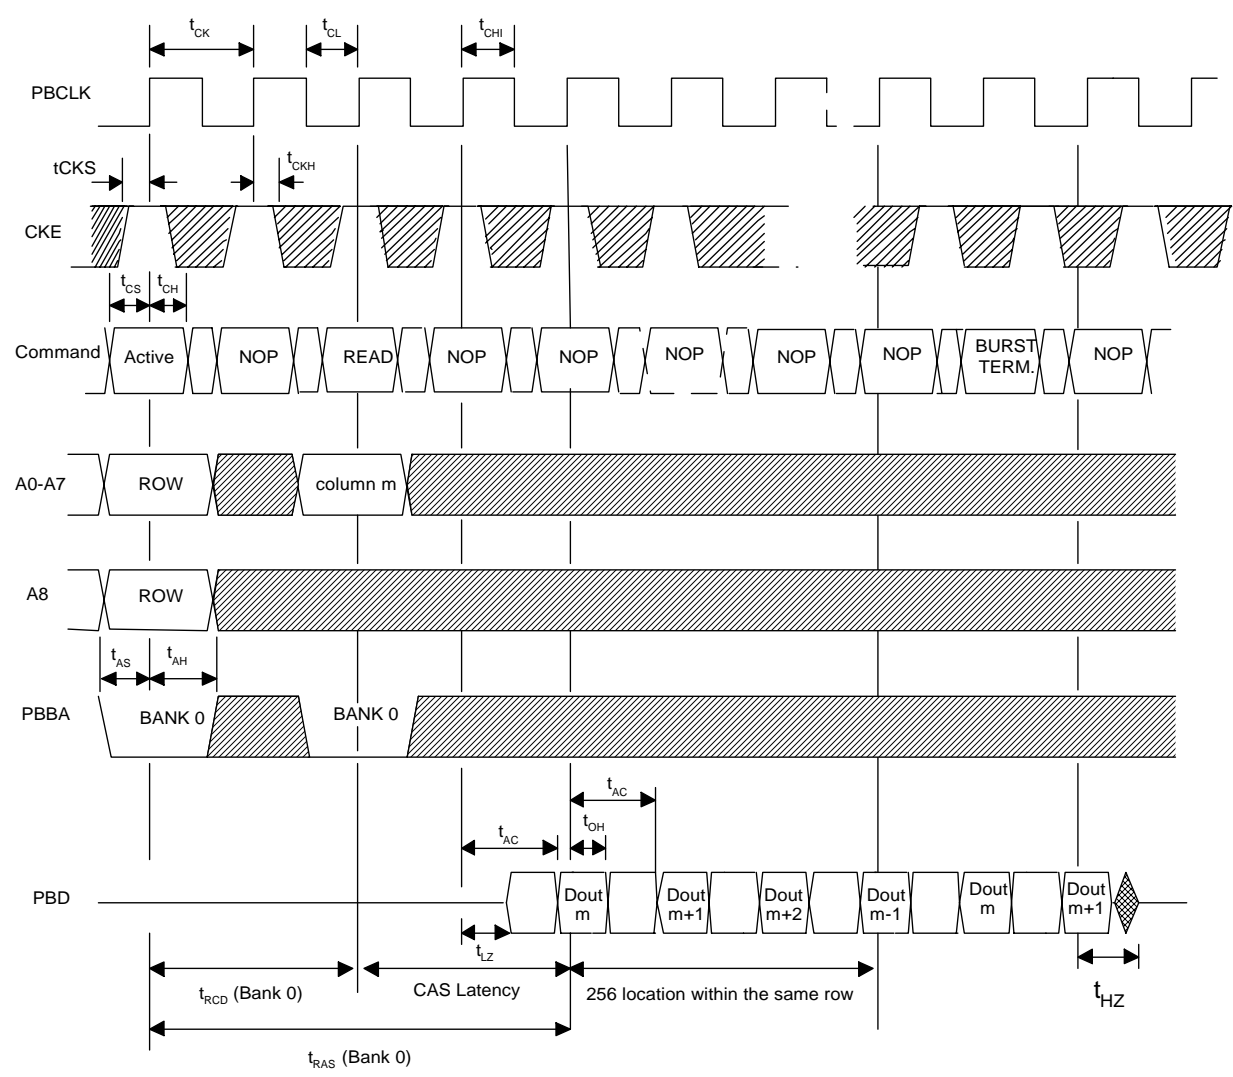 tCK tCL tCHI
PBCLK
tCKS tCKH
CKE
tCS tCH
Command Active NOP READ NOP NOP NOP NOP NOP BURST TERM. NOP
A0-A7 ROW column m
A8 ROW
tAS tAH
PBBA BANK 0 BANK 0
tAC
tAC tOH
PBD Dout m Dout m+1 Dout m+2 Dout m-1 Dout m Dout m+1
tLZ
tRCD (Bank 0) CAS Latency 256 location within the same row tHZ
tRAS (Bank 0)